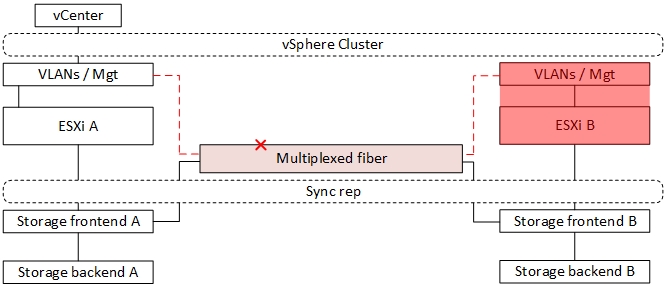 vCenter
vSphere Cluster
VLANs / Mgt
VLANs / Mgt
ESXi A
ESXi B
Multiplexed fiber
Sync rep
Storage frontend A
Storage frontend B
Storage backend A
Storage backend B